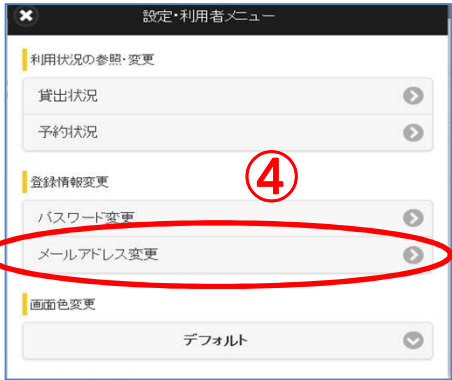 設定・利用者メニュー
利用状況の参照・変更
貸出状況
予約状況
④
登録情報変更
パスワード変更
メールアドレス変更
画面色変更
デフォルト